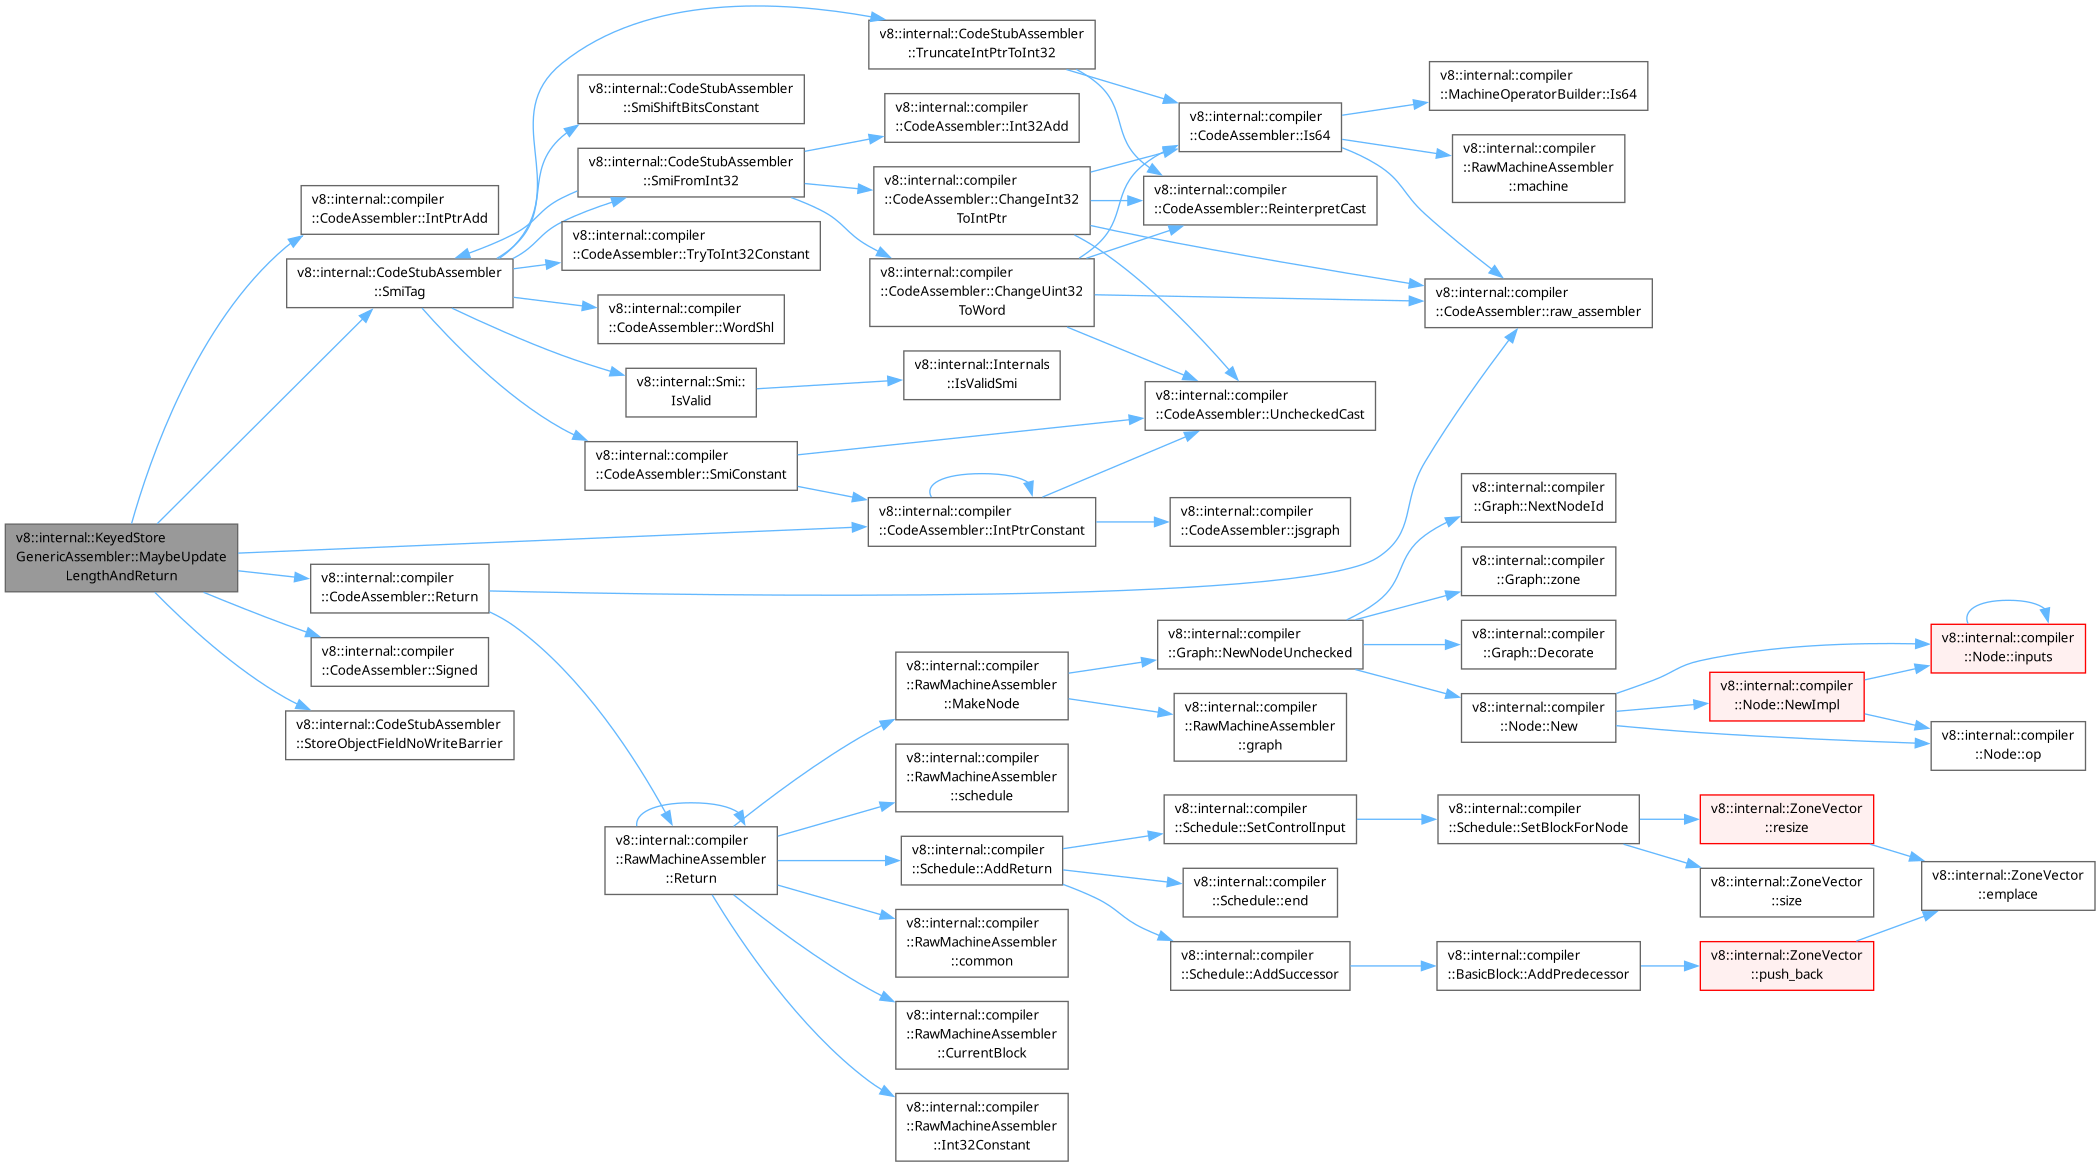 v8::internal::KeyedStore
GenericAssembler::MaybeUpdate
LengthAndReturn
v8::internal::compiler
::CodeAssembler::IntPtrAdd
v8::internal::CodeStubAssembler
::SmiTag
v8::internal::compiler
::CodeAssembler::Return
v8::internal::compiler
::CodeAssembler::Signed
v8::internal::CodeStubAssembler
::StoreObjectFieldNoWriteBarrier
v8::internal::CodeStubAssembler
::SmiShiftBitsConstant
v8::internal::CodeStubAssembler
::SmiFromInt32
v8::internal::compiler
::CodeAssembler::TryToInt32Constant
v8::internal::compiler
::CodeAssembler::WordShl
v8::internal::Smi::
IsValid
v8::internal::compiler
::CodeAssembler::SmiConstant
v8::internal::compiler
::RawMachineAssembler
::Return
v8::internal::CodeStubAssembler
::TruncateIntPtrToInt32
v8::internal::compiler
::CodeAssembler::Int32Add
v8::internal::compiler
::CodeAssembler::ChangeInt32
ToIntPtr
v8::internal::compiler
::CodeAssembler::ChangeUint32
ToWord
v8::internal::Internals
::IsValidSmi
v8::internal::compiler
::CodeAssembler::IntPtrConstant
v8::internal::compiler
::RawMachineAssembler
::MakeNode
v8::internal::compiler
::RawMachineAssembler
::schedule
v8::internal::compiler
::Schedule::AddReturn
v8::internal::compiler
::RawMachineAssembler
::common
v8::internal::compiler
::RawMachineAssembler
::CurrentBlock
v8::internal::compiler
::RawMachineAssembler
::Int32Constant
v8::internal::compiler
::CodeAssembler::Is64
v8::internal::compiler
::CodeAssembler::ReinterpretCast
v8::internal::compiler
::CodeAssembler::UncheckedCast
v8::internal::compiler
::CodeAssembler::jsgraph
v8::internal::compiler
::Graph::NewNodeUnchecked
v8::internal::compiler
::RawMachineAssembler
::graph
v8::internal::compiler
::Schedule::SetControlInput
v8::internal::compiler
::Schedule::end
v8::internal::compiler
::Schedule::AddSuccessor
v8::internal::compiler
::MachineOperatorBuilder::Is64
v8::internal::compiler
::RawMachineAssembler
::machine
v8::internal::compiler
::CodeAssembler::raw_assembler
v8::internal::compiler
::Graph::NextNodeId
v8::internal::compiler
::Graph::zone
v8::internal::compiler
::Graph::Decorate
v8::internal::compiler
::Node::New
v8::internal::compiler
::Schedule::SetBlockForNode
v8::internal::compiler
::BasicBlock::AddPredecessor
v8::internal::compiler
::Node::NewImpl
v8::internal::ZoneVector
::resize
v8::internal::ZoneVector
::size
v8::internal::ZoneVector
::push_back
v8::internal::compiler
::Node::inputs
v8::internal::compiler
::Node::op
v8::internal::ZoneVector
::emplace